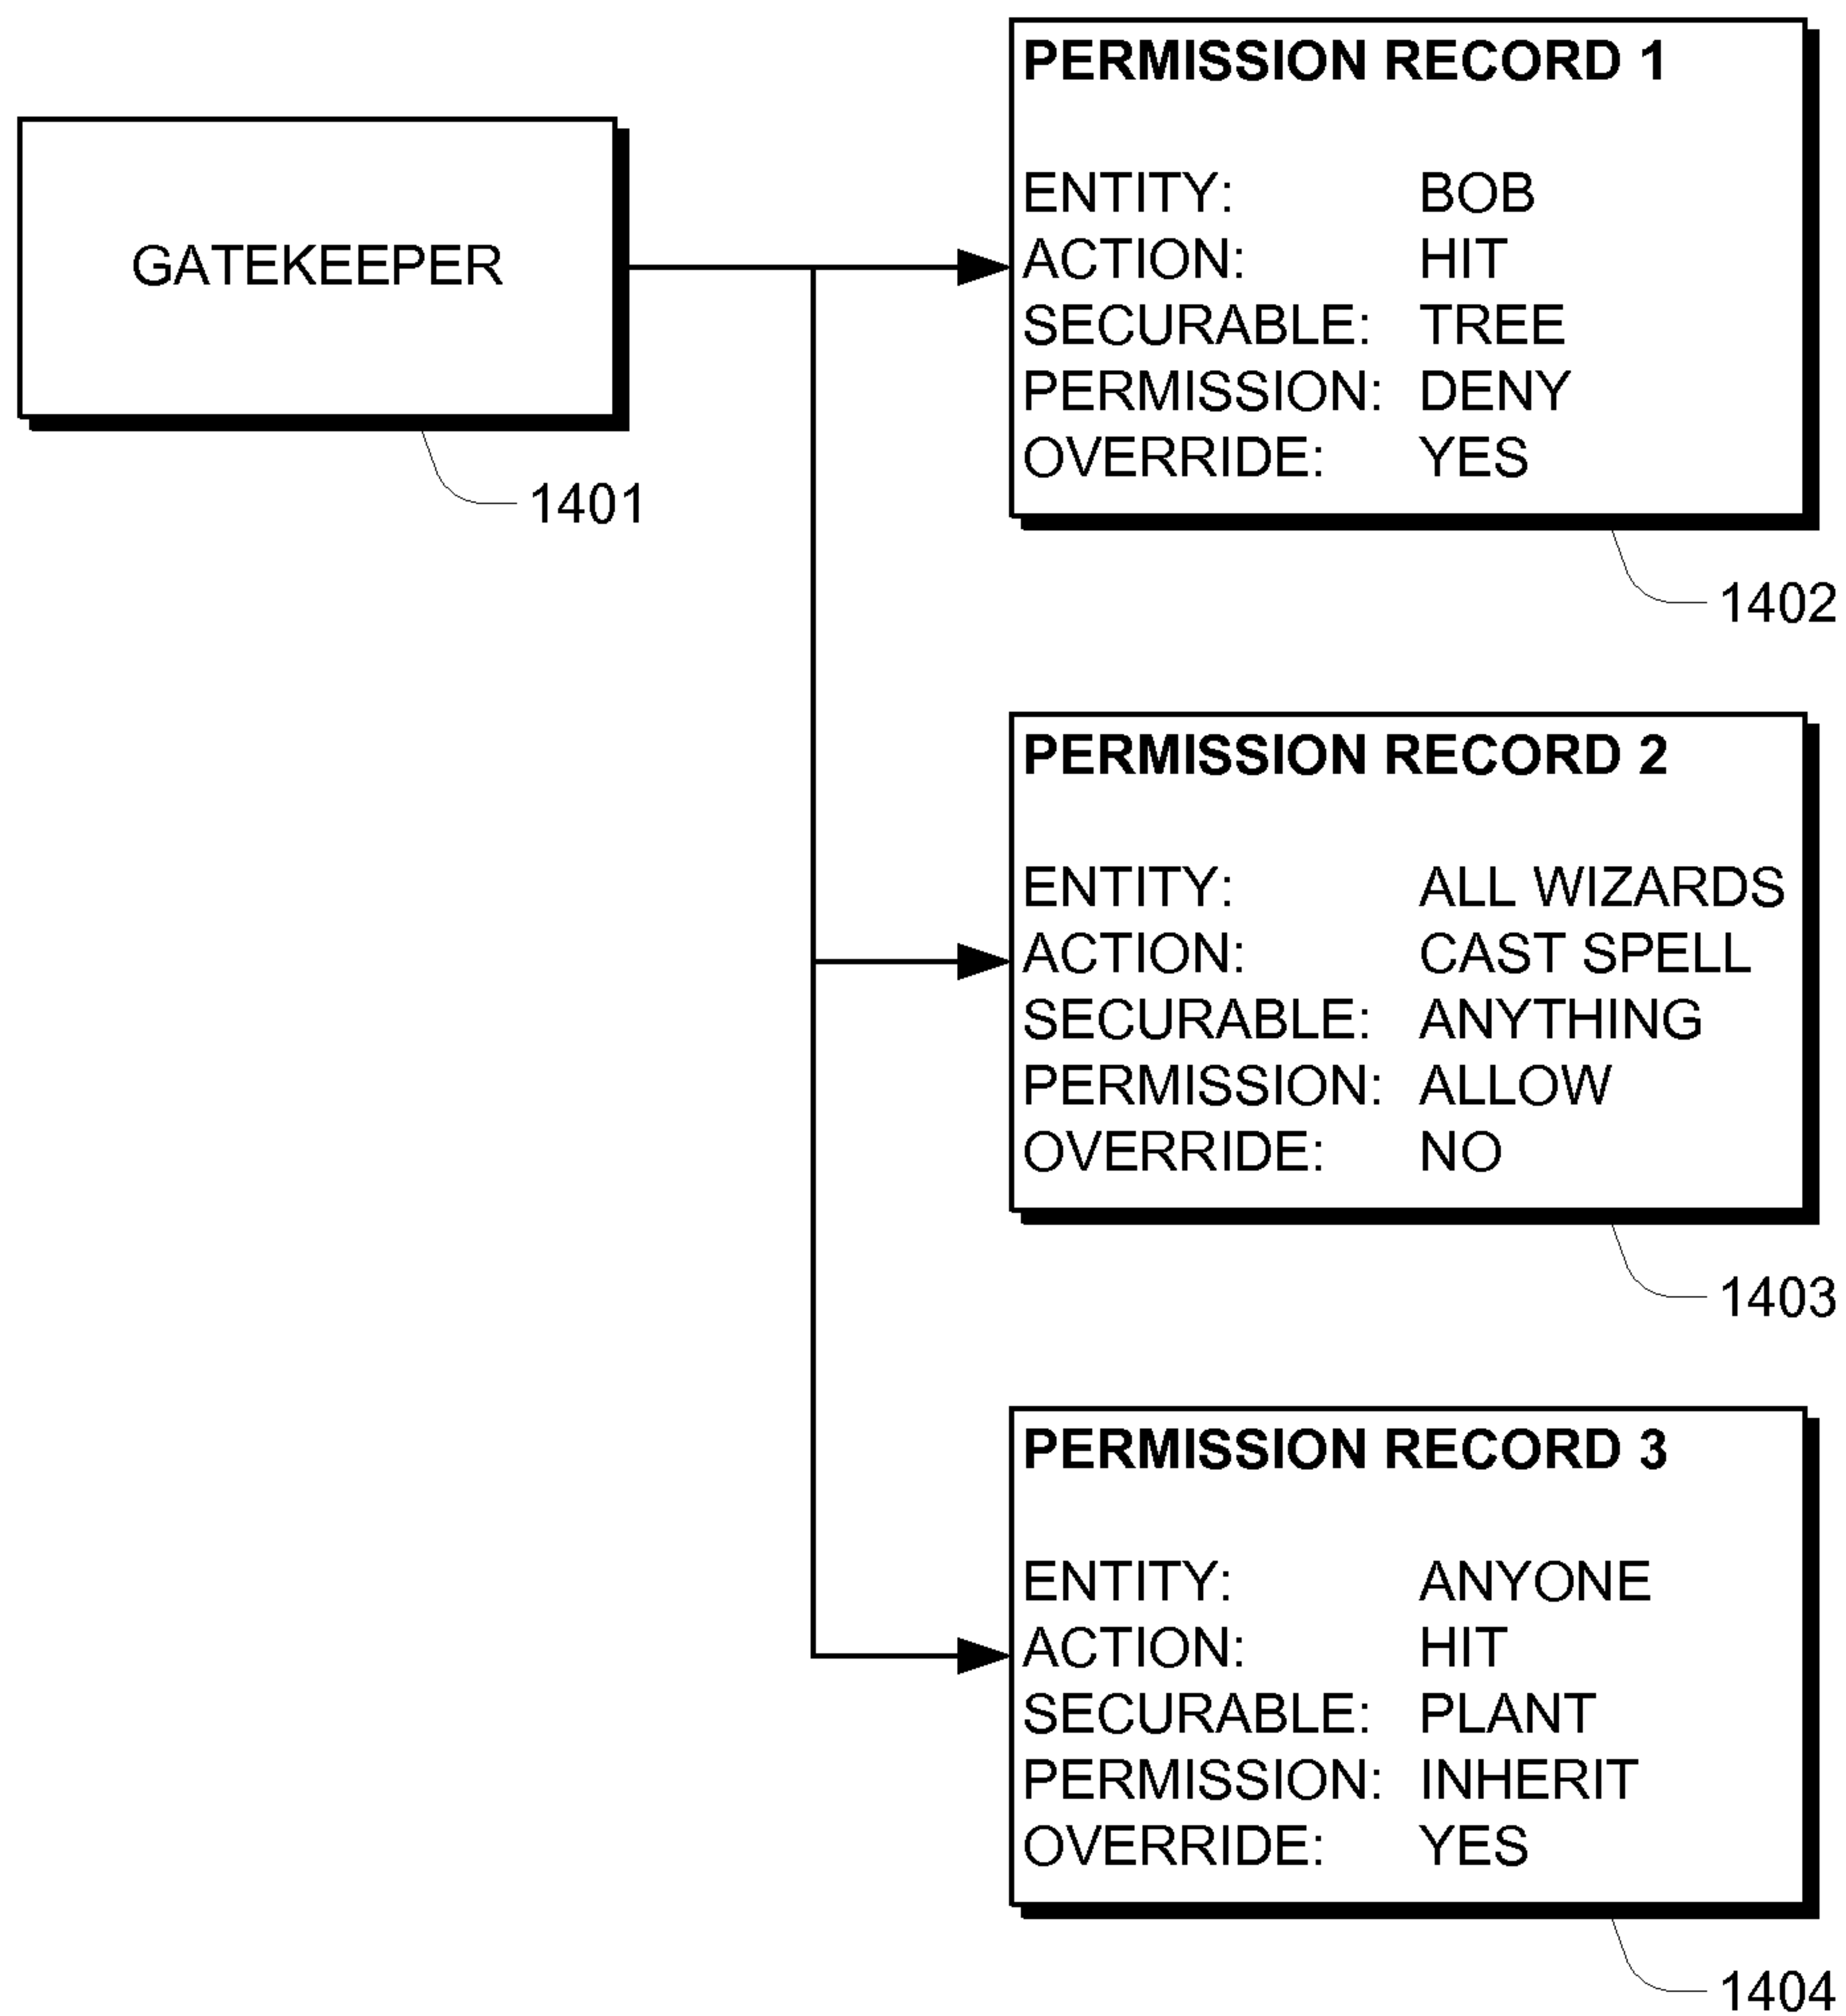 GATEKEEPER
1401
PERMISSION RECORD 1
ENTITY: BOB
ACTION: HIT
SECURABLE: TREE
PERMISSION: DENY
OVERRIDE: YES
1402
PERMISSION RECORD 2
ENTITY: ALL WIZARDS
ACTION: CAST SPELL
SECURABLE: ANYTHING
PERMISSION: ALLOW
OVERRIDE: NO
1403
PERMISSION RECORD 3
ENTITY: ANYONE
ACTION: HIT
SECURABLE: PLANT
PERMISSION: INHERIT
OVERRIDE: YES
1404